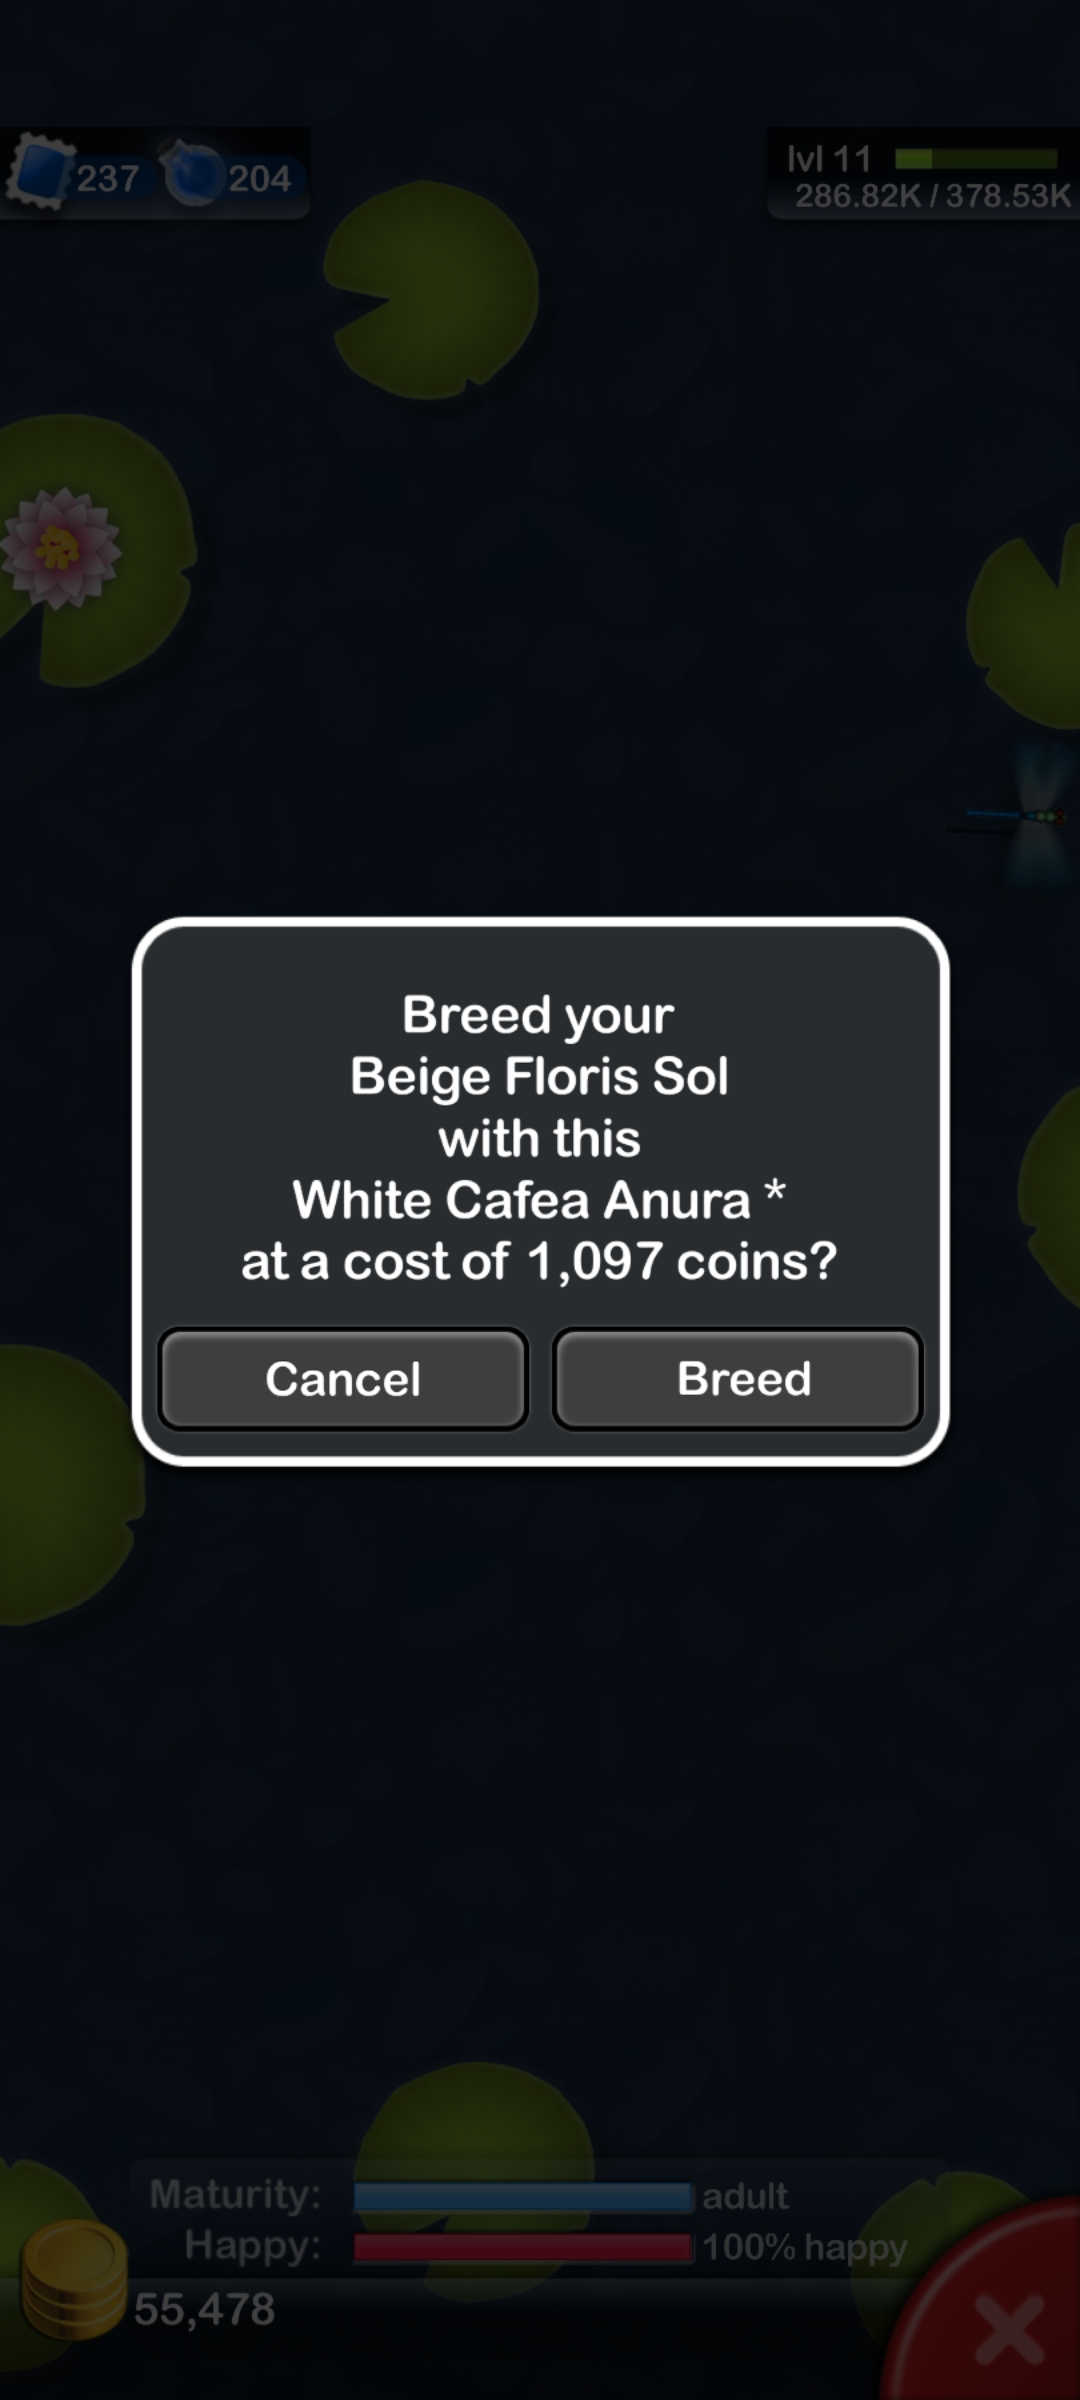 237 204
lvl 11
286.82K / 378.53K
Breed your
Beige Floris Sol
with this
White Cafea Anura *
at a cost of 1,097 coins?
Cancel Breed
Maturity: adult
Happy: 100% happy
55,478